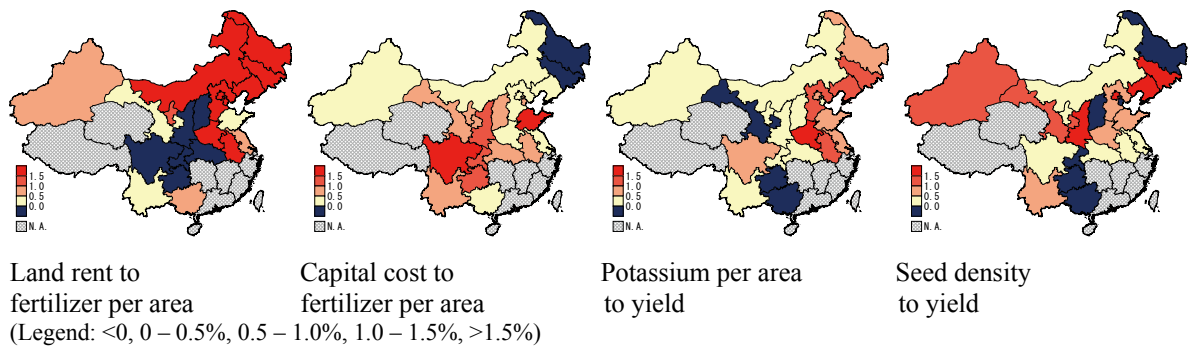 1.5
1.0
0.5
0.0
N.A.
1.5
1.0
0.5
0.0
N.A.
1.5
1.0
0.5
0.0
N.A.
1.5
1.0
0.5
0.0
N.A.
Land rent to
fertilizer per area
Capital cost to
fertilizer per area
Potassium per area
to yield
Seed density
to yield
(Legend: <0, 0 – 0.5%, 0.5 – 1.0%, 1.0 – 1.5%, >1.5%)